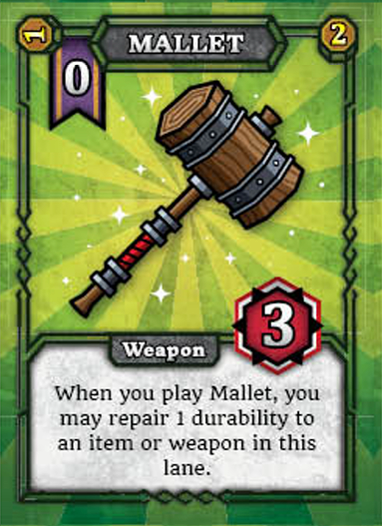 1
MALLET
2
0
3
Weapon
When you play Mallet, you
may repair 1 durability to
an item or weapon in this
lane.